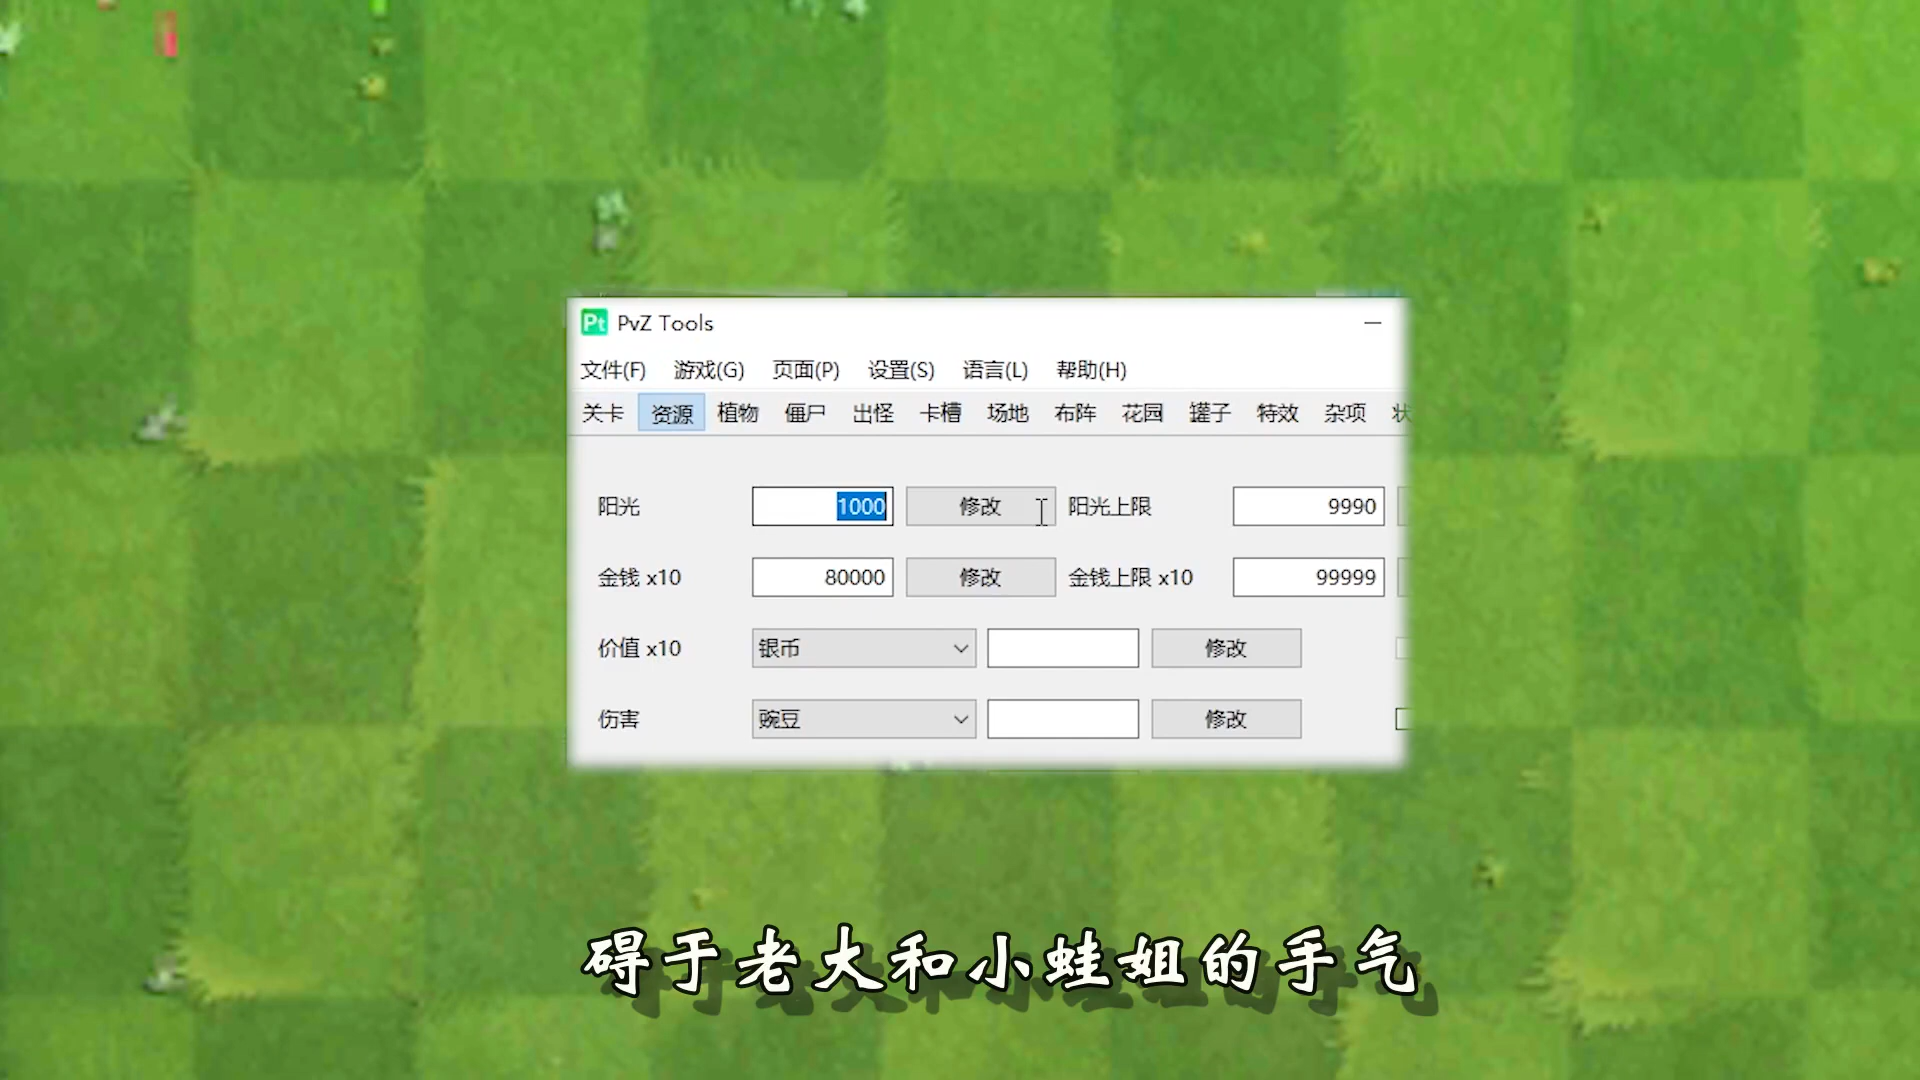 Pt PvZ Tools
文件(F) 游戏(G) 页面(P) 设置(S) 语言(L) 帮助(H)
关卡 资源 植物 僵尸 出怪 卡槽 场地 布阵 花园 罐子 特效 杂项 状
阳光 1000 修改 阳光上限 9990
金钱 x10 80000 修改 金钱上限 x10 99999
价值 x10 银币 修改
伤害 豌豆 修改
碍于老大和小蛙姐的手气